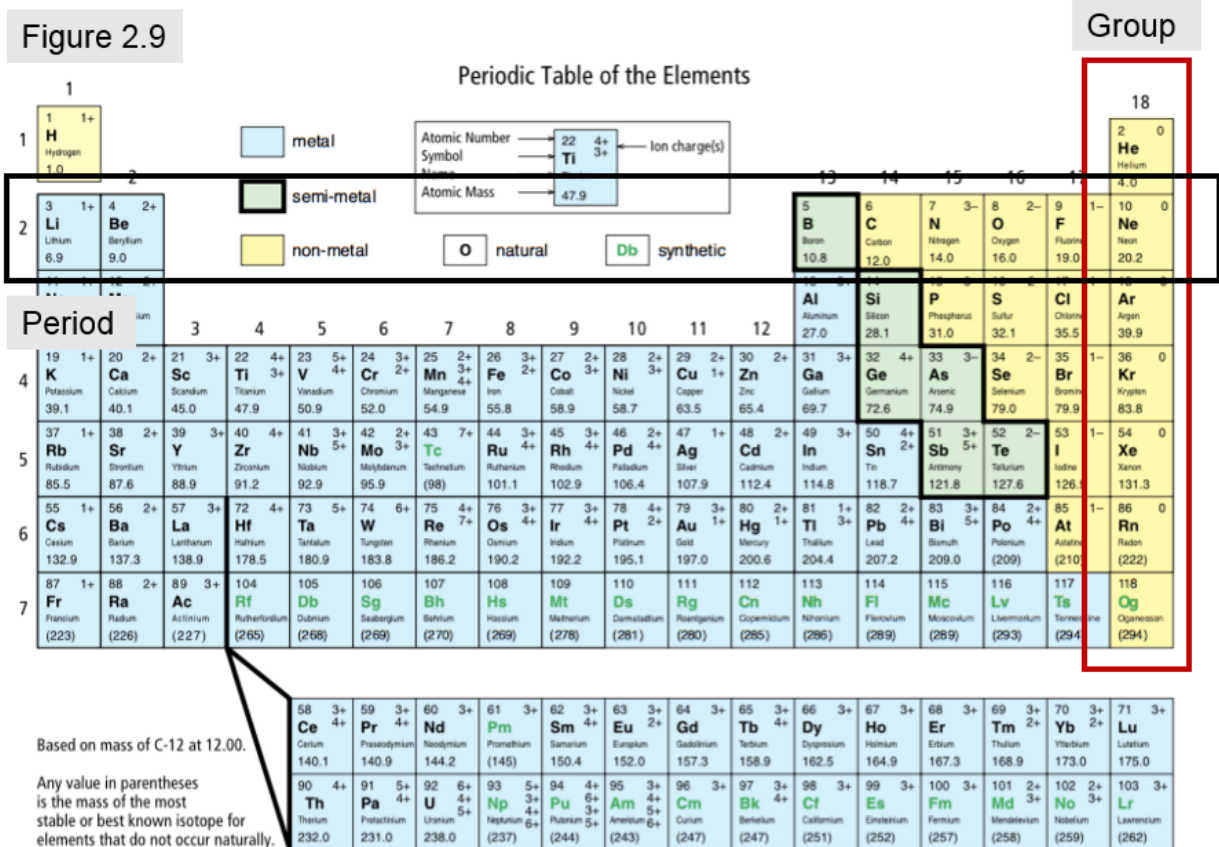 Figure 2.9
Group
Periodic Table of the Elements
1
18
1 1+
H
Hydrogen
1.0
metal
semi-metal
non-metal
Atomic Number
Symbol
Atomic Mass
22 4+
Ti 3+
47.9
Ion charge(s)
O natural
Db synthetic
2 0
He
Helium
4.0
1
2
13 14 15 16
2
3 1+ 4 2+ 5 6 7 3– 8 2– 9 1– 10 0
Li Be B C N O F Ne
Lithium Beryllium Boron Carbon Nitrogen Oxygen Neon
6.9 9.0 10.8 12.0 14.0 16.0 19.0 20.2
Period
Al Si P S Cl Ar
Aluminum Silicon Phosphorus Sulfur Argon
27.0 28.1 31.0 32.1 35.5 39.9
3 4 5 6 7 8 9 10 11 12
4
19 1+ 20 2+ 21 3+ 22 4+ 23 5+ 24 3+ 25 2+ 26 3+ 27 2+ 28 2+ 29 2+ 30 2+ 31 3+ 32 4+ 33 3– 34 2– 35 1– 36 0
K Ca Sc Ti 3+ V 4+ Cr 2+ Mn 3+ 4+ Fe 2+ Co 3+ Ni 3+ Cu 1+ Zn Ga Ge As Se Br Kr
Potassium Calcium Scandium Titanium Vanadium Chromium Manganese Iron Cobalt Nickel Copper Zinc Gallium Germanium Arsenic Selenium Krypton
39.1 40.1 45.0 47.9 50.9 52.0 54.9 55.8 58.9 58.7 63.5 65.4 69.7 72.6 74.9 79.0 79.9 83.8
5
37 1+ 38 2+ 39 3+ 40 4+ 41 3+ 42 2+ 43 7+ 44 3+ 45 3+ 46 2+ 47 1+ 48 2+ 49 3+ 50 4+ 51 3+ 52 2– 53 1– 54 0
Rb Sr Y Zr Nb 5+ Mo 3+ Tc Ru 4+ Rh 4+ Pd 4+ Ag Cd In Sn 2+ Sb 5+ Te I Xe
Rubidium Strontium Yttrium Zirconium Niobium Molybdenum Technetium Ruthenium Rhodium Palladium Silver Cadmium Indium Tin Antimony Tellurium Iodine Xenon
85.5 87.6 88.9 91.2 92.9 95.9 (98) 101.1 102.9 106.4 107.9 112.4 114.8 118.7 121.8 127.6 126. 131.3
6
55 1+ 56 2+ 57 3+ 72 4+ 73 5+ 74 6+ 75 4+ 76 3+ 77 3+ 78 4+ 79 3+ 80 2+ 81 1+ 82 2+ 83 3+ 84 2+ 85 1– 86 0
Cs Ba La Hf Ta W Re 7+ Os 4+ Ir 4+ Pt 2+ Au 1+ Hg 1+ Tl 3+ Pb 4+ Bi 5+ Po 4+ At Rn
Cesium Barium Lanthanum Hafnium Tantalum Tungsten Rhenium Osmium Iridium Platinum Gold Mercury Thallium Lead Bismuth Polonium Radon
132.9 137.3 138.9 178.5 180.9 183.8 186.2 190.2 192.2 195.1 197.0 200.6 204.4 207.2 209.0 (209) (210) (222)
7
87 1+ 88 2+ 89 3+ 104 105 106 107 108 109 110 111 112 113 114 115 116 117 118
Fr Ra Ac Rf Db Sg Bh Hs Mt Ds Rg Cn Nh Fl Mc Lv Ts Og
Francium Radium Actinium Rutherfordium Dubnium Seaborgium Bohrium Hassium Meitnerium Darmstadtium Roentgenium Copernicium Nihonium Flerovium Moscovium Livermorium Oganesson
(223) (226) (227) (265) (268) (269) (270) (269) (278) (281) (280) (285) (286) (289) (289) (293) (294 (294)
58 3+ 59 3+ 60 3+ 61 3+ 62 3+ 63 3+ 64 3+ 65 3+ 66 3+ 67 3+ 68 3+ 69 3+ 70 3+ 71 3+
Ce 4+ Pr 4+ Nd Pm Sm 4+ Eu 2+ Gd Tb 4+ Dy Ho Er Tm 2+ Yb 2+ Lu
Cerium Praseodymium Neodymium Promethium Samarium Europium Gadolinium Terbium Dysprosium Holmium Erbium Thulium Ytterbium Lutetium
140.1 140.9 144.2 (145) 150.4 152.0 157.3 158.9 162.5 164.9 167.3 168.9 173.0 175.0
90 4+ 91 5+ 92 6+ 93 5+ 94 4+ 95 3+ 96 3+ 97 3+ 98 3+ 99 3+ 100 3+ 101 2+ 102 2+ 103 3+
Th Pa 4+ U 4+ 5+ Np 3+ 4+ 6+ Pu 6+ 3+ 5+ Am 4+ 5+ 6+ Cm Bk 4+ Cf Es Fm Md 3+ No 3+ Lr
Thorium Protactinium Uranium Neptunium Plutonium Americium Curium Berkelium Californium Einsteinium Fermium Mendelevium Nobelium Lawrencium
232.0 231.0 238.0 (237) (244) (243) (247) (247) (251) (252) (257) (258) (259) (262)
Based on mass of C-12 at 12.00.
Any value in parentheses
is the mass of the most
stable or best known isotope for
elements that do not occur naturally.